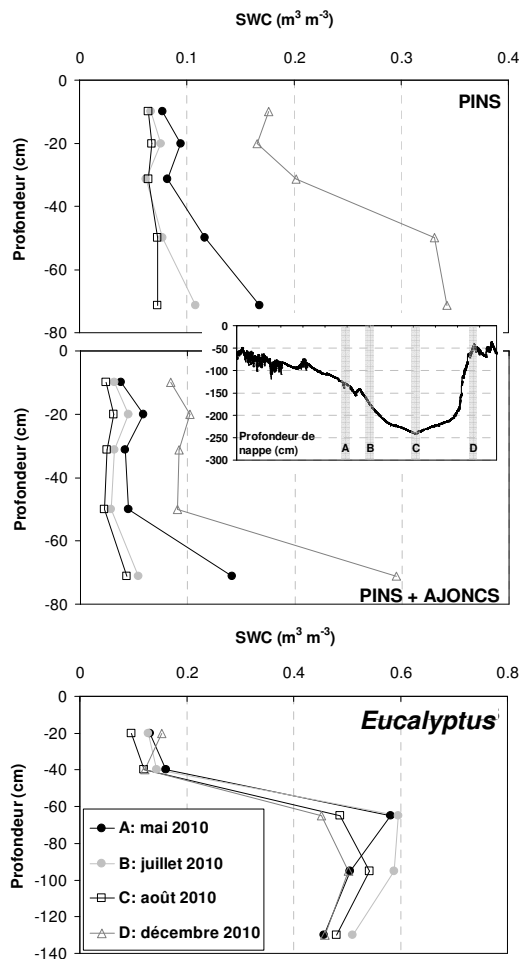 SWC (m³ m⁻³)
0 0.1 0.2 0.3 0.4
PINS
0
-20
-40
-60
-80
Profondeur (cm)
0
-50
-100
-150
-200
-250
-300
Profondeur de
nappe (cm)
A B C D
0
-20
-40
-60
-80
Profondeur (cm)
PINS + AJONCS
SWC (m³ m⁻³)
0 0.2 0.4 0.6 0.8
Eucalyptus
0
-20
-40
-60
-80
-100
-120
-140
Profondeur (cm)
A: mai 2010
B: juillet 2010
C: août 2010
D: décembre 2010